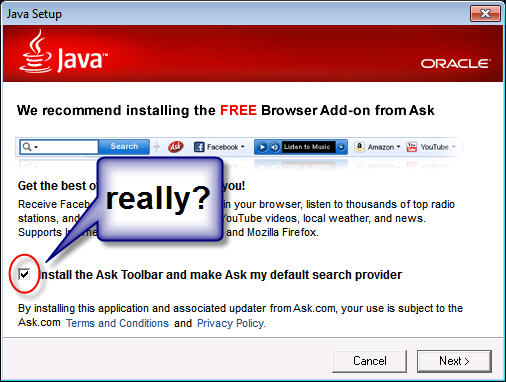 Java Setup
Java™
ORACLE
We recommend installing the FREE Browser Add-on from Ask
Search Ask Facebook Listen to Music Amazon YouTube
Get the best o you!
really?
Receive Faceb in your browser, listen to thousands of top radio
stations, and YouTube videos, local weather, and news.
Supports and Mozilla Firefox.
Install the Ask Toolbar and make Ask my default search provider
By installing this application and associated updater from Ask.com, your use is subject to the
Ask.com Terms and Conditions and Privacy Policy.
Cancel Next >